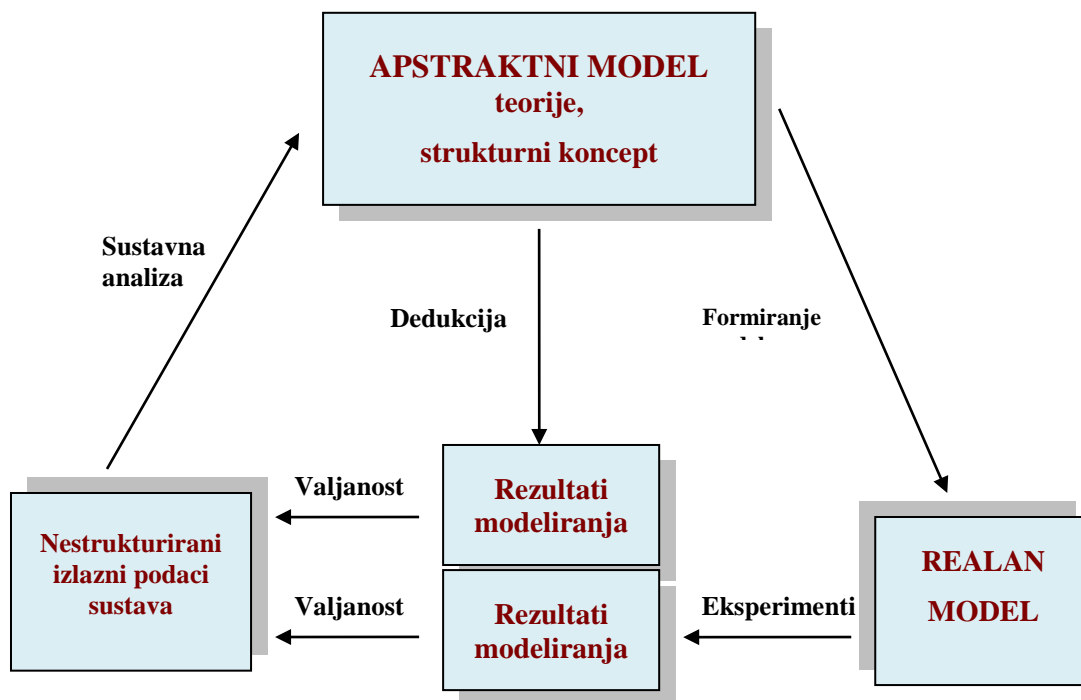 APSTRAKTNI MODEL
teorije,
strukturni koncept
Sustavna
analiza
Dedukcija
Formiranje
Nestrukturirani
izlazni podaci
sustava
Valjanost
Valjanost
Rezultati
modeliranja
Rezultati
modeliranja
Eksperimenti
REALAN
MODEL